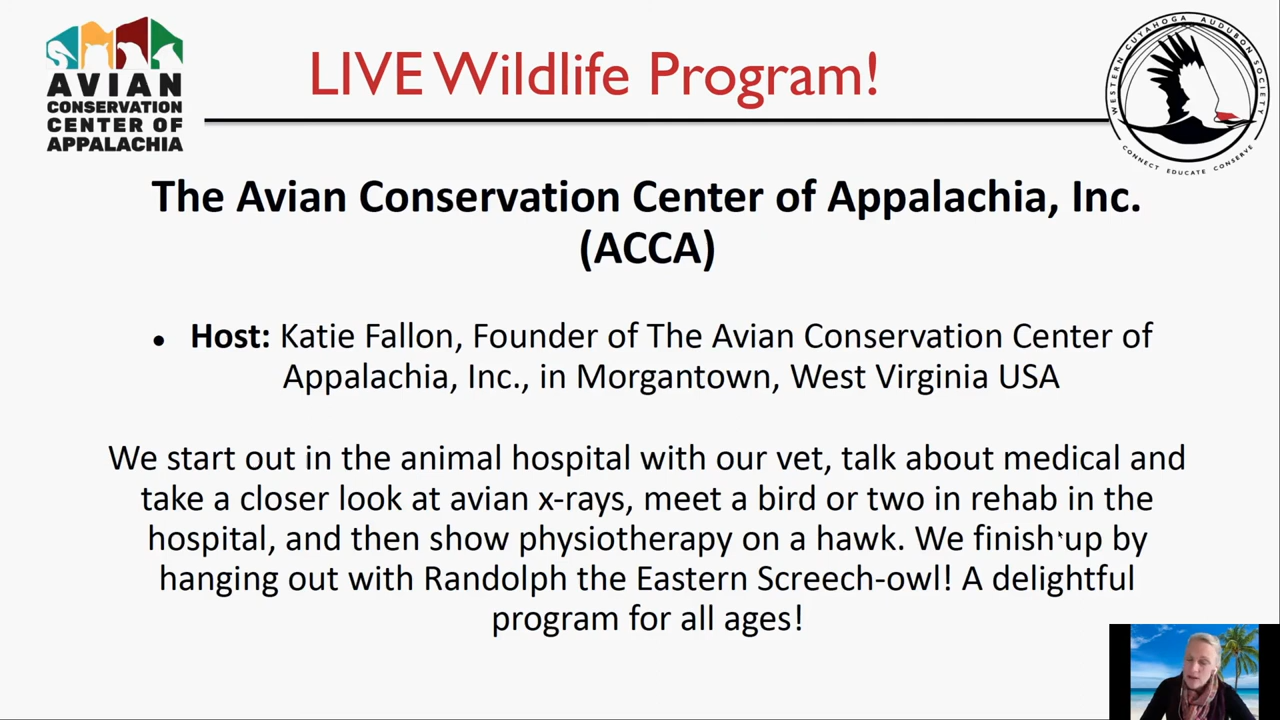 AVIAN
CONSERVATION
CENTER OF
APPALACHIA
LIVE Wildlife Program!
WESTERN CUYAHOGA AUDUBON SOCIETY
CONNECT EDUCATE CONSERVE
The Avian Conservation Center of Appalachia, Inc.
(ACCA)
• Host: Katie Fallon, Founder of The Avian Conservation Center of
Appalachia, Inc., in Morgantown, West Virginia USA
We start out in the animal hospital with our vet, talk about medical and
take a closer look at avian x-rays, meet a bird or two in rehab in the
hospital, and then show physiotherapy on a hawk. We finish up by
hanging out with Randolph the Eastern Screech-owl! A delightful
program for all ages!